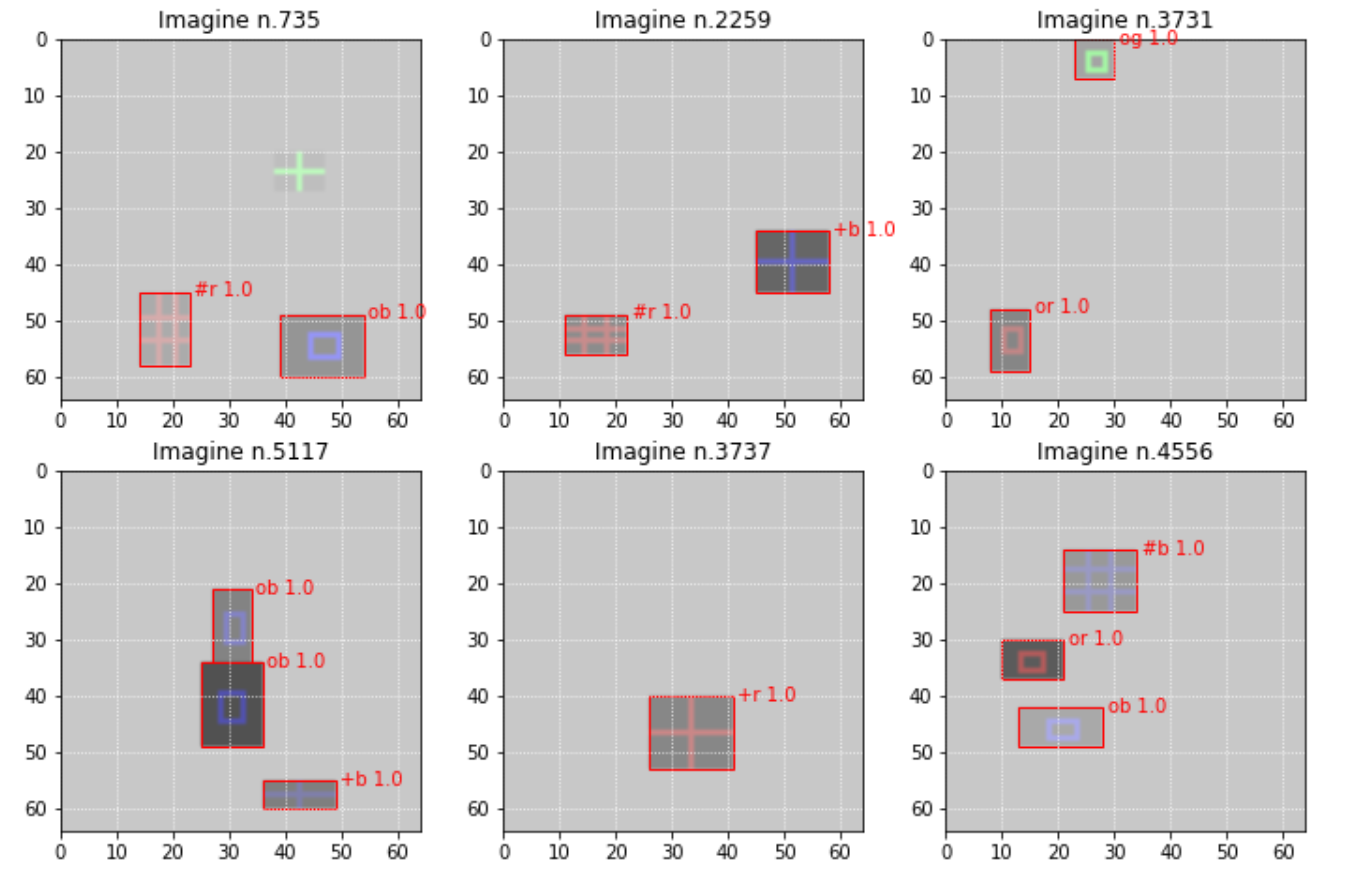 Imagine n.735
0
10
20
30
40
50
60
#r 1.0
ob 1.0
0 10 20 30 40 50 60
Imagine n.2259
0
10
20
30
40
50
60
+b 1.0
#r 1.0
0 10 20 30 40 50 60
Imagine n.3731
0
10
20
30
40
50
60
og 1.0
or 1.0
0 10 20 30 40 50 60
Imagine n.5117
0
10
20
30
40
50
60
ob 1.0
ob 1.0
+b 1.0
0 10 20 30 40 50 60
Imagine n.3737
0
10
20
30
40
50
60
+r 1.0
0 10 20 30 40 50 60
Imagine n.4556
0
10
20
30
40
50
60
#b 1.0
or 1.0
ob 1.0
0 10 20 30 40 50 60